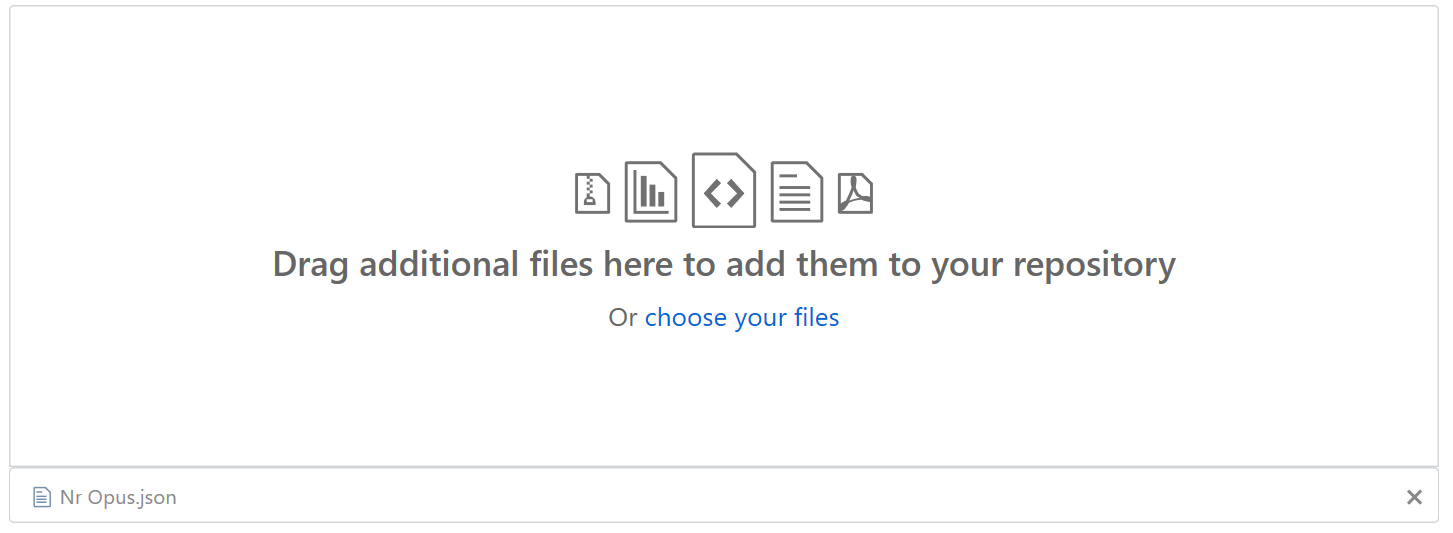 Drag additional files here to add them to your repository
Or choose your files
Nr Opus.json